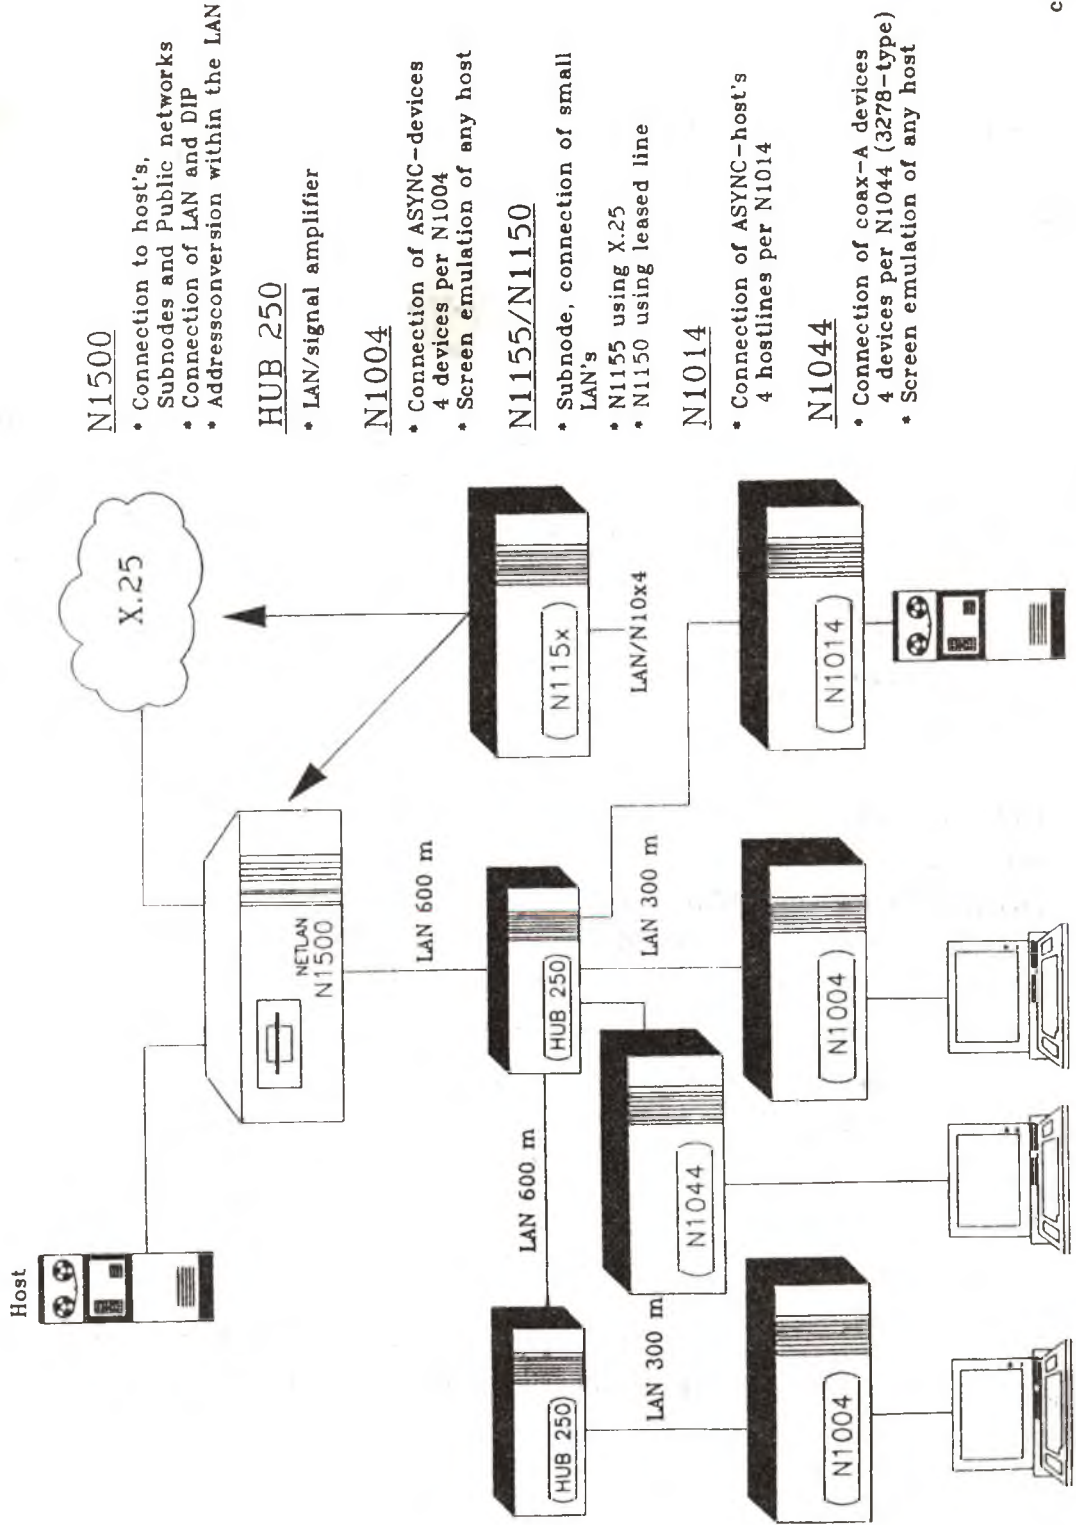 Host
X.25
NETLAN
N1500
LAN 600 m
HUB 250
LAN 600 m
HUB 250
LAN 300 m
LAN 300 m
N1004
N1044
N1004
N115x
LAN/N10x4
N1014
N1500
* Connection to host's,
Subnodes and Public networks
* Connection of LAN and DIP
* Addressconversion within the LAN
HUB 250
* LAN/signal amplifier
N1004
* Connection of ASYNC-devices
4 devices per N1004
* Screen emulation of any host
N1155/N1150
* Subnode, connection of small
LAN's
* N1155 using X.25
* N1150 using leased line
N1014
* Connection of ASYNC-host's
4 hostlines per N1014
N1044
* Connection of coax-A devices
4 devices per N1044 (3278-type)
* Screen emulation of any host
c